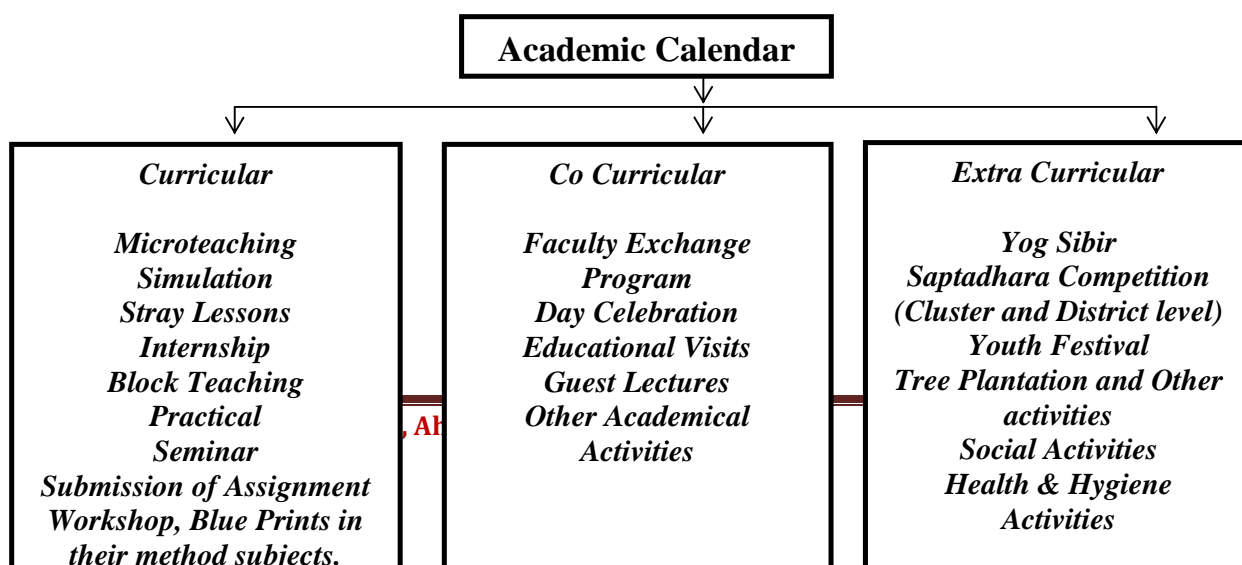 Academic Calendar
Curricular
Microteaching
Simulation
Stray Lessons
Internship
Block Teaching
Practical
Seminar
Submission of Assignment
Workshop, Blue Prints in
their method subjects.
Co Curricular
Faculty Exchange
Program
Day Celebration
Educational Visits
Guest Lectures
Other Academical
Activities
Extra Curricular
Yog Sibir
Saptadhara Competition
(Cluster and District level)
Youth Festival
Tree Plantation and Other
activities
Social Activities
Health & Hygiene
Activities